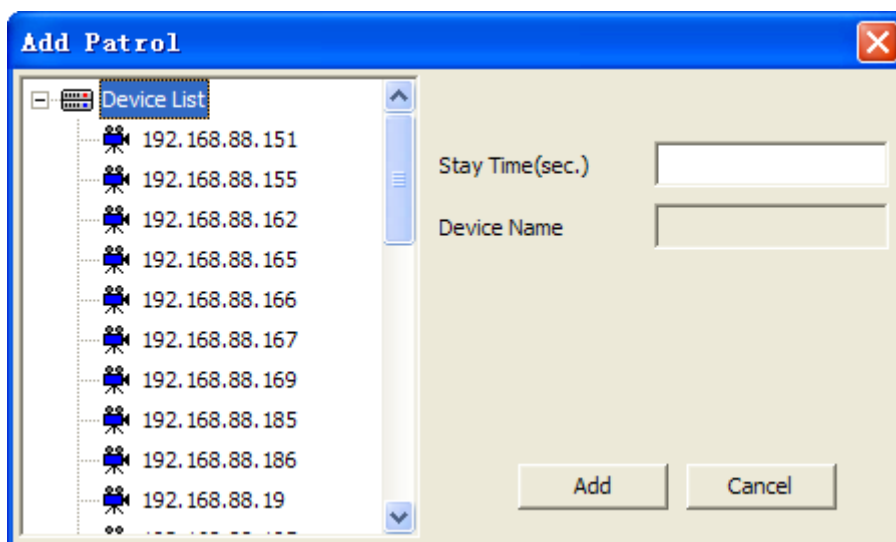 Add Patrol
Device List
192.168.88.151
192.168.88.155
192.168.88.162
192.168.88.165
192.168.88.166
192.168.88.167
192.168.88.169
192.168.88.185
192.168.88.186
192.168.88.19
Stay Time(sec.)
Device Name
Add
Cancel